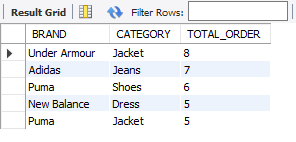 Result Grid Filter Rows:
BRAND CATEGORY TOTAL_ORDER
Under Armour Jacket 8
Adidas Jeans 7
Puma Shoes 6
New Balance Dress 5
Puma Jacket 5